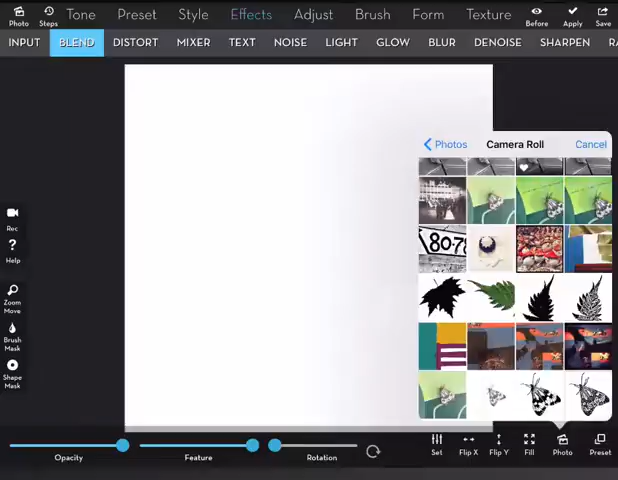 Tone Preset Style Effects Adjust Brush Form Texture
Photo Steps Before Apply Save
INPUT BLEND DISTORT MIXER TEXT NOISE LIGHT GLOW BLUR DENOISE SHARPEN RA
Photos Camera Roll Cancel
80-78
Rec
Help
Zoom
Move
Brush
Mask
Shape
Mask
Opacity Feature Rotation
Set Flip X Flip Y Fill Photo Preset